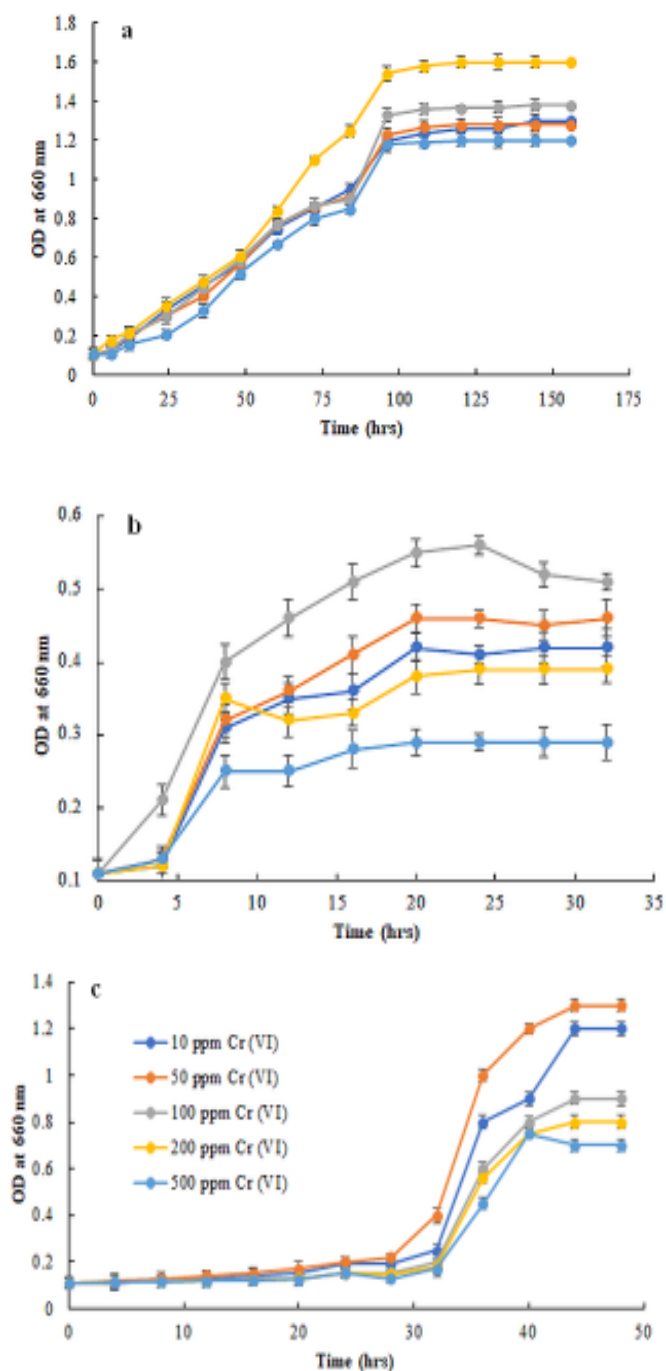 a
1.8
1.6
1.4
1.2
1
0.8
0.6
0.4
0.2
0
OD at 660 nm
0 25 50 75 100 125 150 175
Time (hrs)
b
0.6
0.5
0.4
0.3
0.2
0.1
OD at 660 nm
0 5 10 15 20 25 30 35
Time (hrs)
c
1.4
1.2
1
0.8
0.6
0.4
0.2
0
OD at 660 nm
10 ppm Cr (VI)
50 ppm Cr (VI)
100 ppm Cr (VI)
200 ppm Cr (VI)
500 ppm Cr (VI)
0 10 20 30 40 50
Time (hrs)